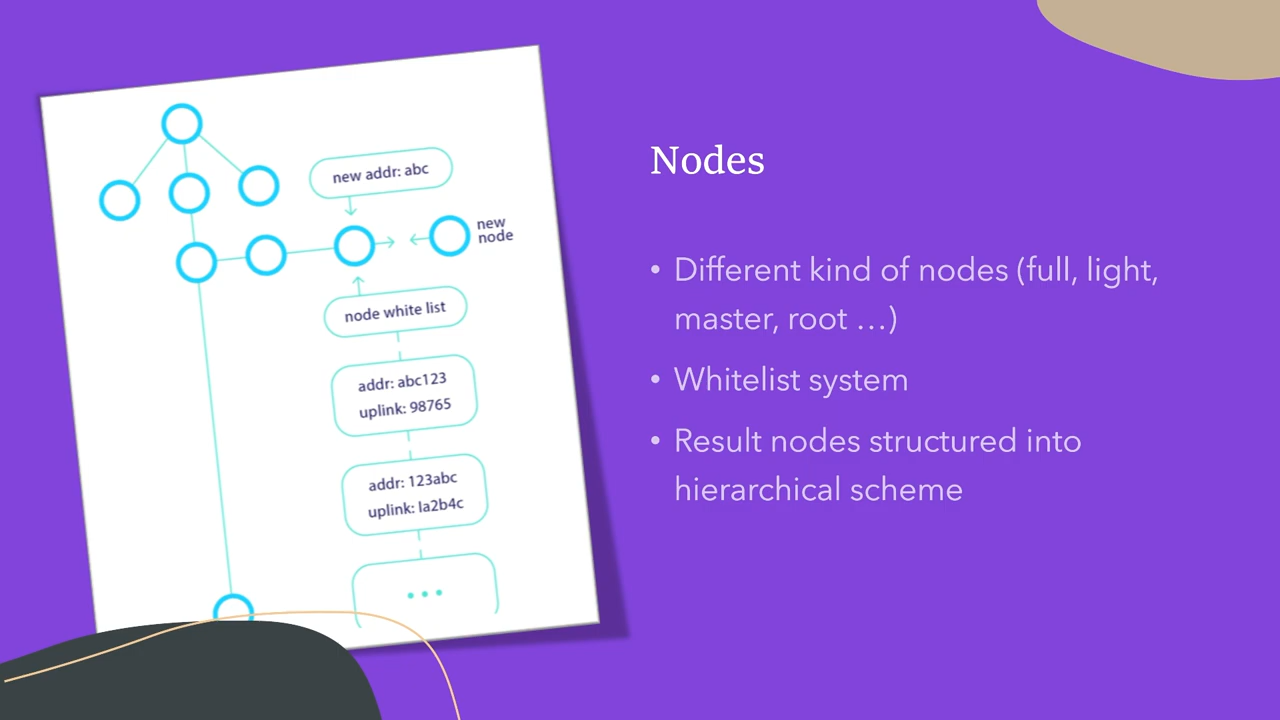 new addr: abc
new
node
node white list
addr: abc123
uplink: 98765
addr: 123abc
uplink: la2b4c
Nodes
• Different kind of nodes (full, light,
master, root …)
• Whitelist system
• Result nodes structured into
hierarchical scheme